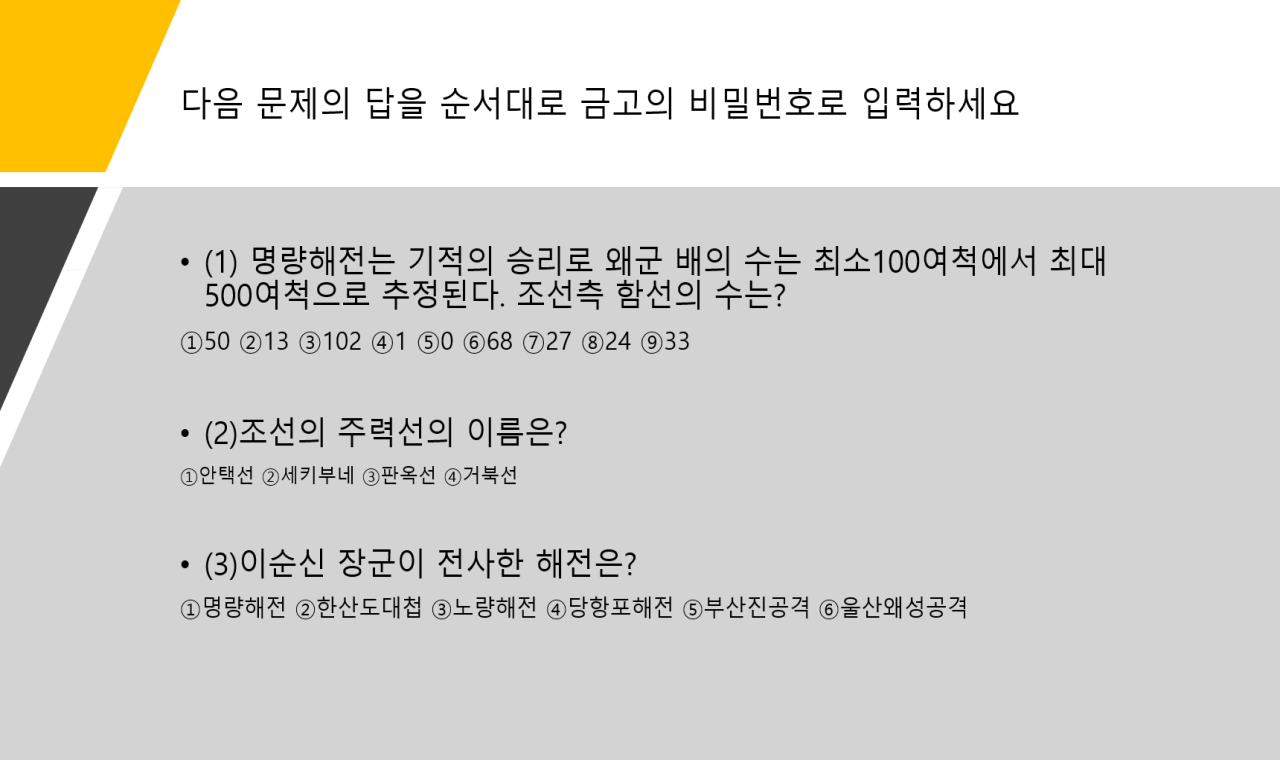 다음 문제의 답을 순서대로 금고의 비밀번호로 입력하세요
• (1) 명량해전는 기적의 승리로 왜군 배의 수는 최소100여척에서 최대
500여척으로 추정된다. 조선측 함선의 수는?
①50 ②13 ③102 ④1 ⑤0 ⑥68 ⑦27 ⑧24 ⑨33
• (2)조선의 주력선의 이름은?
①안택선 ②세키부네 ③판옥선 ④거북선
• (3)이순신 장군이 전사한 해전은?
①명량해전 ②한산도대첩 ③노량해전 ④당항포해전 ⑤부산진공격 ⑥울산왜성공격